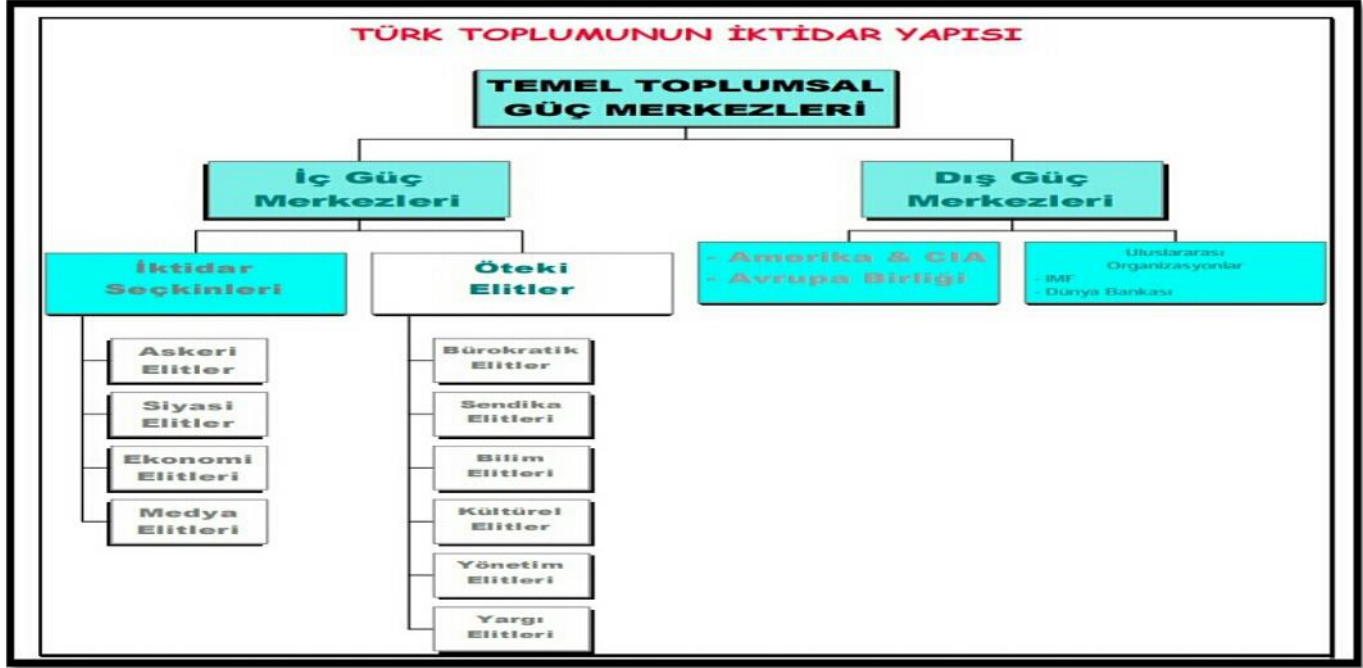 TÜRK TOPLUMUNUN İKTİDAR YAPISI
TEMEL TOPLUMSAL
GÜÇ MERKEZLERİ
İç Güç
Merkezleri
Dış Güç
Merkezleri
İktidar
Seçkinleri
Öteki
Elitler
- Amerika & CIA
- Avrupa Birliği
Uluslararası
Organizasyonlar
- IMF
- Dünya Bankası
Askeri
Elitler
Siyasi
Elitler
Ekonomi
Elitleri
Medya
Elitleri
Bürokratik
Elitler
Sendika
Elitleri
Bilim
Elitleri
Kültürel
Elitler
Yönetim
Elitleri
Yargı
Elitleri